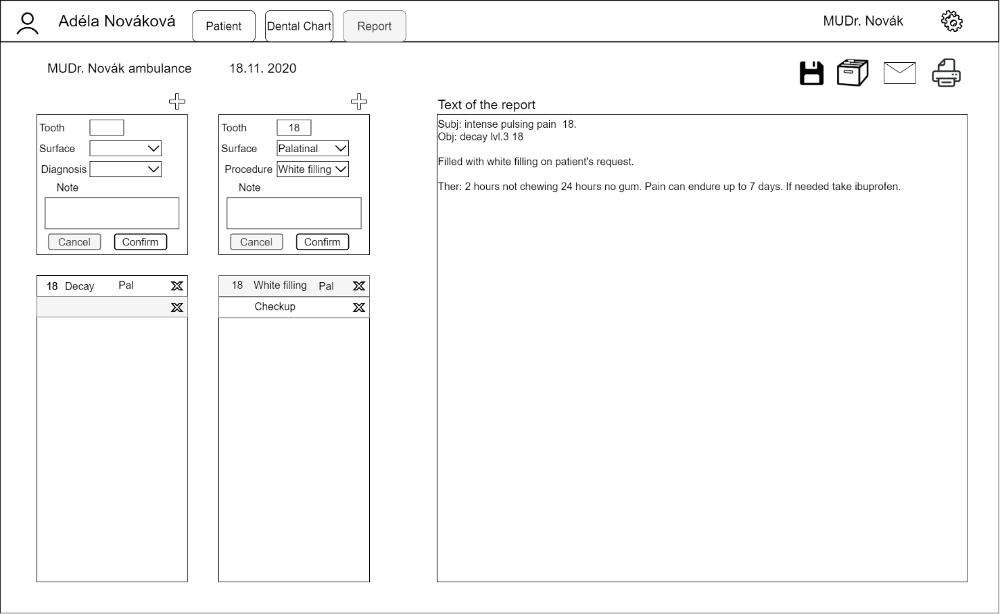 Adéla Nováková
Patient
Dental Chart
Report
MUDr. Novák
MUDr. Novák ambulance
18.11. 2020
Tooth
Surface
Diagnosis
Note
Cancel
Confirm
Tooth
18
Surface
Palatinal
Procedure
White filling
Note
Cancel
Confirm
18 Decay Pal
18 White filling Pal
Checkup
Text of the report
Subj: intense pulsing pain 18.
Obj: decay lvl.3 18
Filled with white filling on patient's request.
Ther: 2 hours not chewing 24 hours no gum. Pain can endure up to 7 days. If needed take ibuprofen.